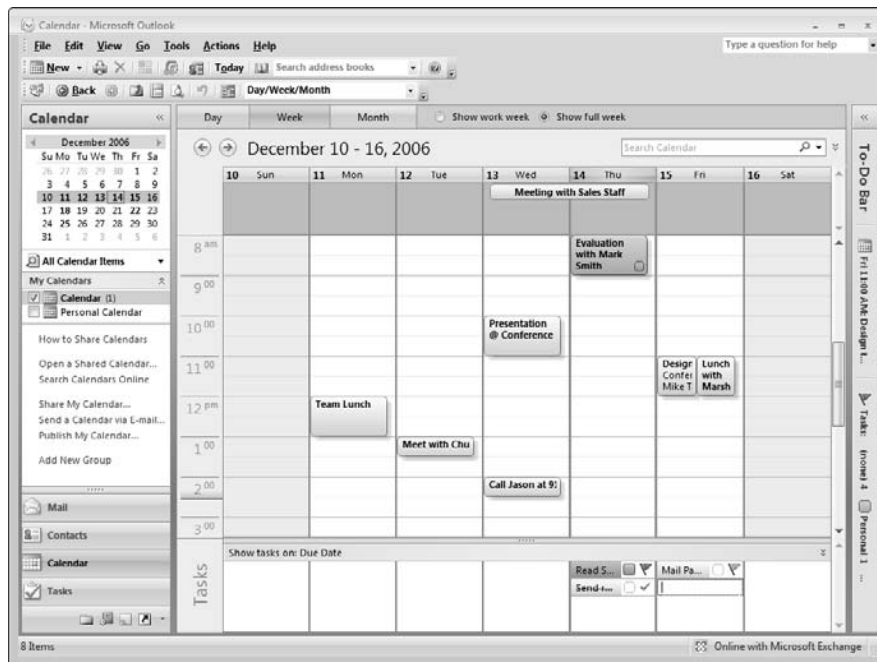 Calendar - Microsoft Outlook
File Edit View Go Tools Actions Help
Type a question for help
New Today Search address books
Back Day/Week/Month
Calendar «
Day Week Month Show work week Show full week
December 2006
Su Mo Tu We Th Fr Sa
26 27 28 29 30 1 2
3 4 5 6 7 8 9
10 11 12 13 14 15 16
17 18 19 20 21 22 23
24 25 26 27 28 29 30
31 1 2 3 4 5 6
All Calendar Items
My Calendars
Calendar (1)
Personal Calendar
How to Share Calendars
Open a Shared Calendar...
Search Calendars Online
Share My Calendar...
Send a Calendar via E-mail...
Publish My Calendar...
Add New Group
Mail
Contacts
Calendar
Tasks
December 10 - 16, 2006
Search Calendar
10 Sun 11 Mon 12 Tue 13 Wed 14 Thu 15 Fri 16 Sat
Meeting with Sales Staff
8 am
Evaluation
with Mark
Smith
9 00
10 00
Presentation
@ Conference
11 00
Design
Confer
Mike T
Lunch
with
Marsh
12 pm
Team Lunch
1 00
Meet with Chu
2 00
Call Jason at 9:
3 00
Tasks
Show tasks on: Due Date
Read S... Mail Pa...
Send r...
« To-Do Bar
Fri 11:00 AM: Design t...
Tasks: (none) 4 Personal 1 ...
8 Items
Online with Microsoft Exchange